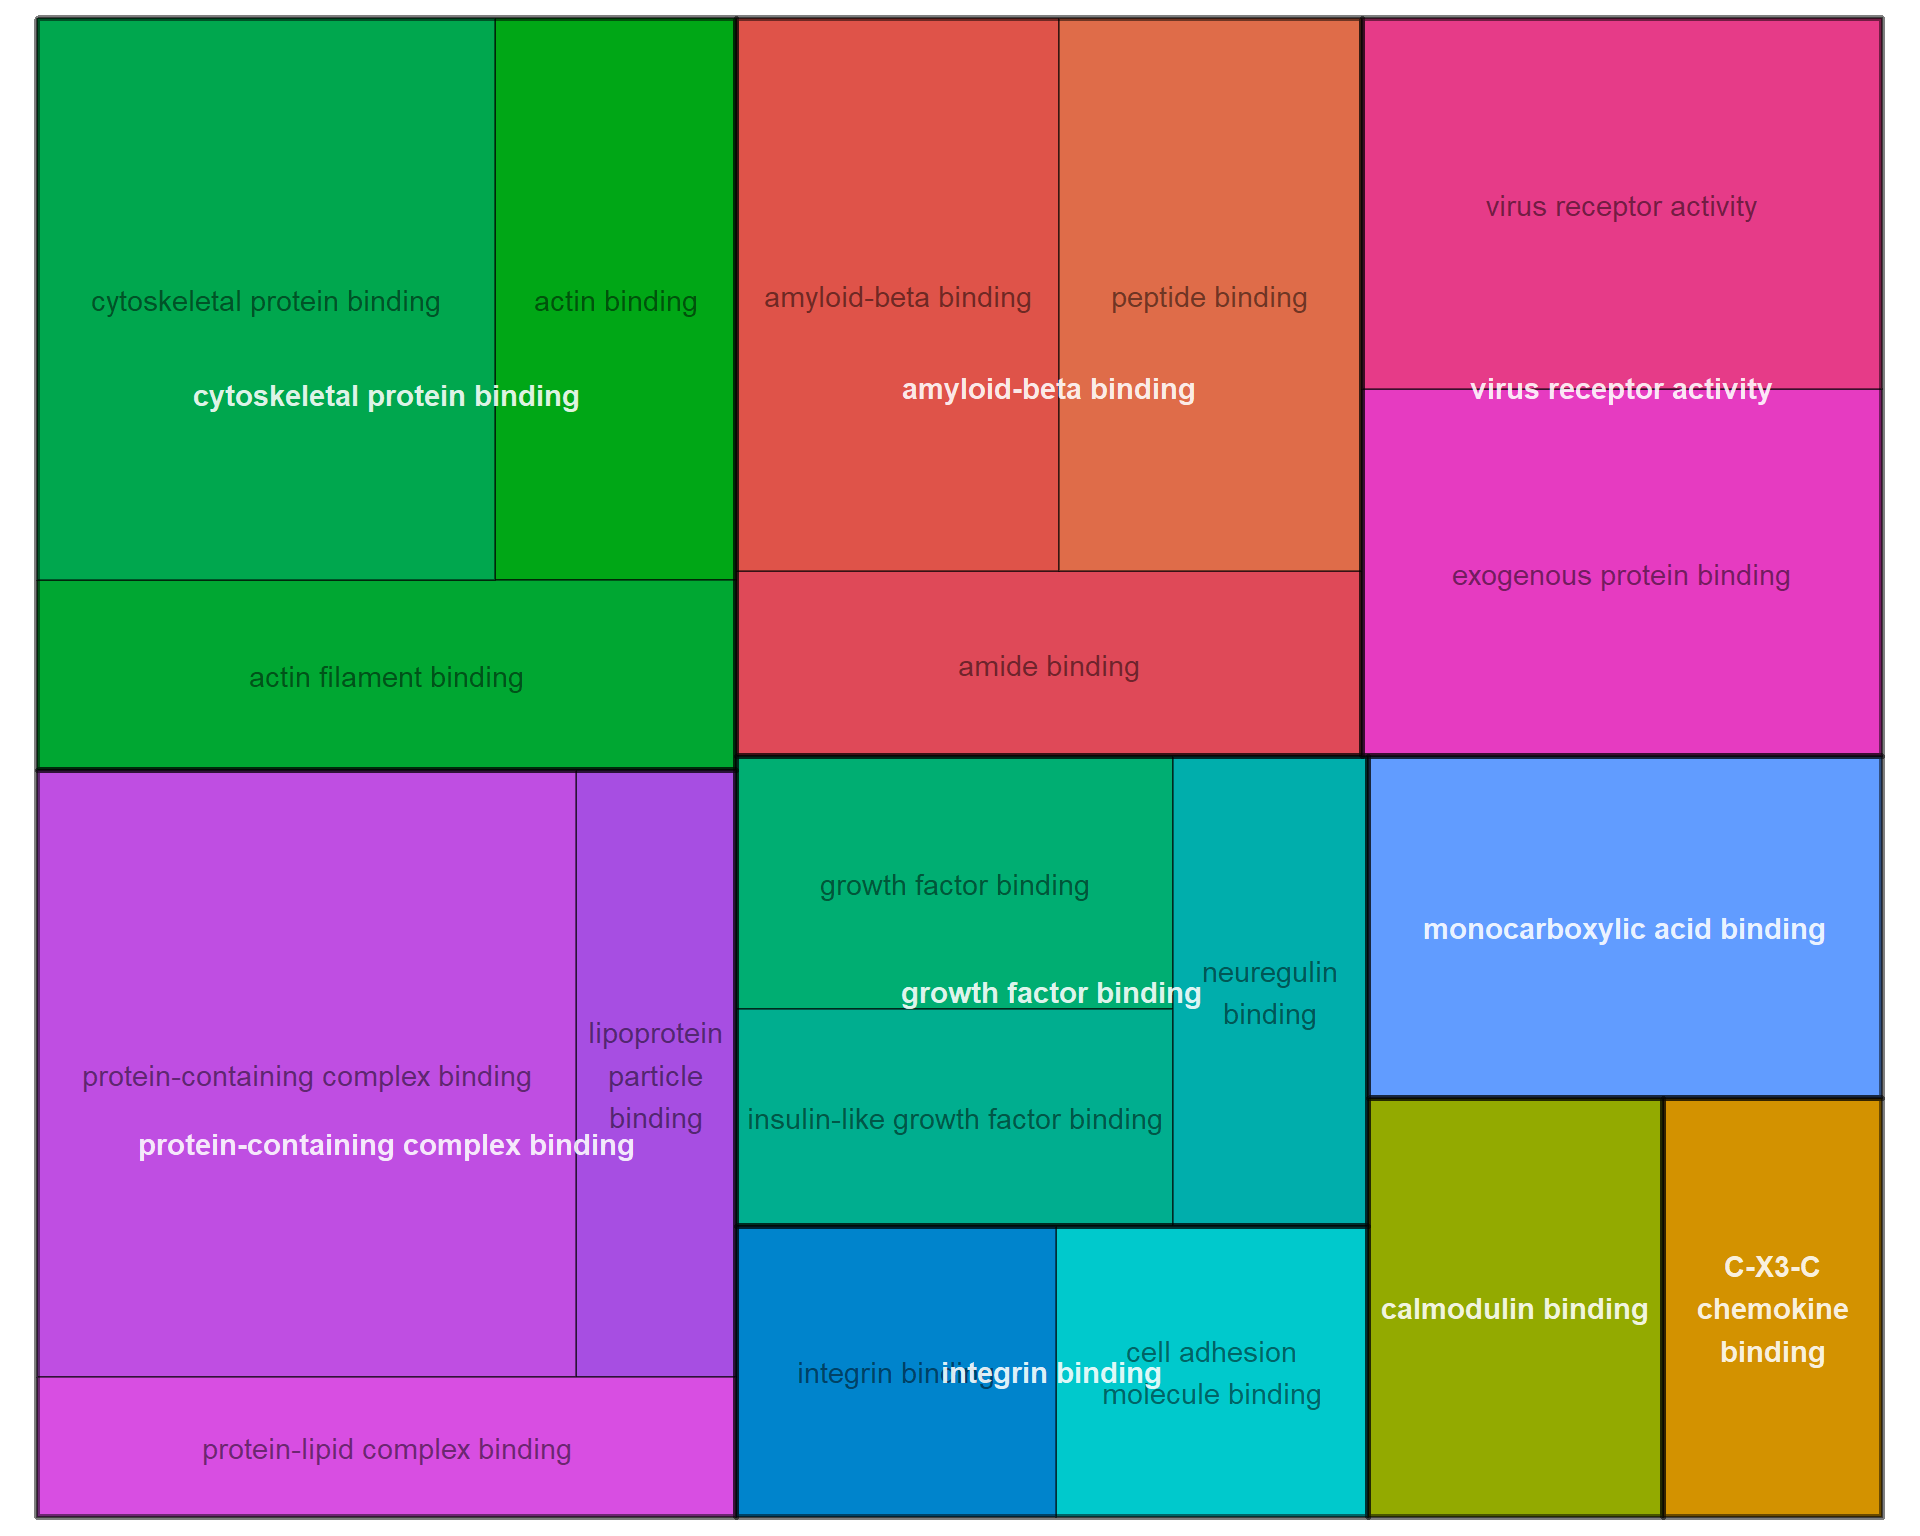 cytoskeletal protein binding
actin binding
cytoskeletal protein binding
actin filament binding
amyloid-beta binding
peptide binding
amyloid-beta binding
amide binding
virus receptor activity
virus receptor activity
exogenous protein binding
protein-containing complex binding
lipoprotein
particle
binding
protein-containing complex binding
protein-lipid complex binding
growth factor binding
neuregulin
binding
growth factor binding
insulin-like growth factor binding
integrin binding
integrin binding
cell adhesion
molecule binding
monocarboxylic acid binding
calmodulin binding
C-X3-C
chemokine
binding